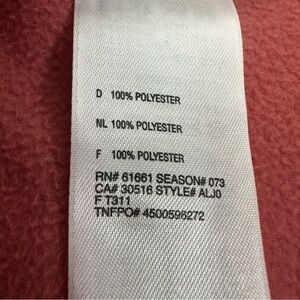 D 100% POLYESTER
NL 100% POLYESTER
F 100% POLYESTER
RN# 61661 SEASON# 073
CA# 30516 STYLE# ALJ0
F T311
TNFPO# 4500596272